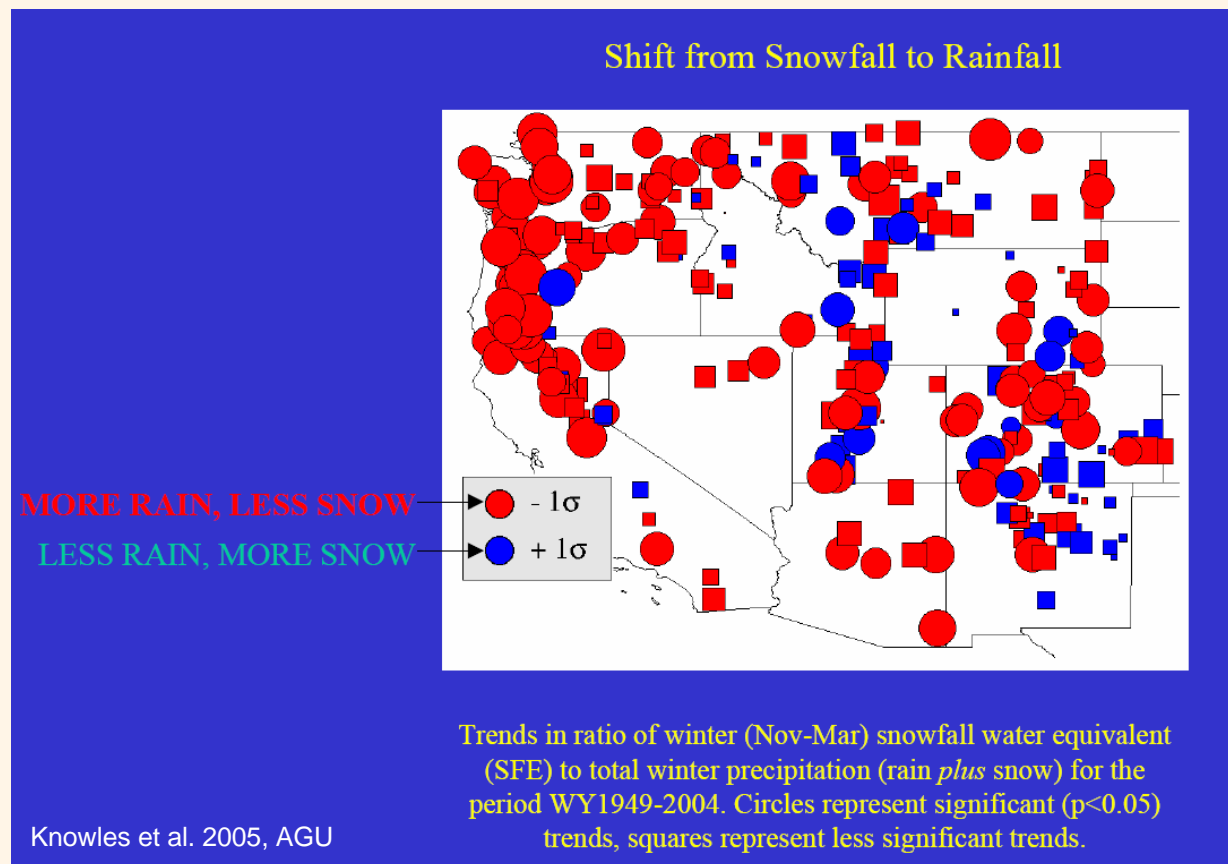 Shift from Snowfall to Rainfall
MORE RAIN, LESS SNOW
- 1σ
LESS RAIN, MORE SNOW
+ 1σ
Trends in ratio of winter (Nov-Mar) snowfall water equivalent
(SFE) to total winter precipitation (rain plus snow) for the
period WY1949-2004. Circles represent significant (p<0.05)
trends, squares represent less significant trends.
Knowles et al. 2005, AGU